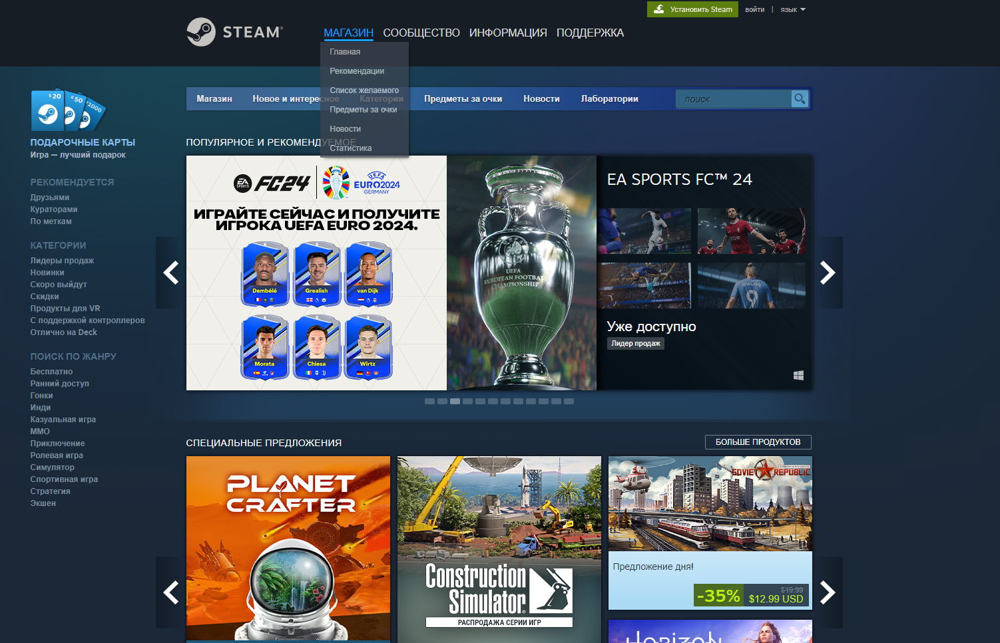 Установить Steam
войти | язык
STEAM®
МАГАЗИН СООБЩЕСТВО ИНФОРМАЦИЯ ПОДДЕРЖКА
Главная
Рекомендации
Список желаемого
Предметы за очки
Новости
Статистика
Магазин Новое и интересное Категории Предметы за очки Новости Лаборатории поиск
$20 €50 1000
ПОДАРОЧНЫЕ КАРТЫ
Игра — лучший подарок
РЕКОМЕНДУЕТСЯ
Друзьями
Кураторами
По меткам
КАТЕГОРИИ
Лидеры продаж
Новинки
Скоро выйдут
Скидки
Продукты для VR
С поддержкой контроллеров
Отлично на Deck
ПОИСК ПО ЖАНРУ
Бесплатно
Ранний доступ
Гонки
Инди
Казуальная игра
ММО
Приключение
Ролевая игра
Симулятор
Спортивная игра
Стратегия
Экшен
ПОПУЛЯРНОЕ И РЕКОМЕНДУЕМОЕ
EA SPORTS FC24 UEFA EURO2024 GERMANY
ИГРАЙТЕ СЕЙЧАС И ПОЛУЧИТЕ
ИГРОКА UEFA EURO 2024.
Dembélé Grealish van Dijk
Morata Chiesa Wirtz
UEFA
EUROPEAN FOOTBALL
CHAMPIONSHIP
EA SPORTS FC™ 24
HAALAND
9
Уже доступно
Лидер продаж
СПЕЦИАЛЬНЫЕ ПРЕДЛОЖЕНИЯ
БОЛЬШЕ ПРОДУКТОВ
PLANET
CRAFTER
Construction
Simulator®
РАСПРОДАЖА СЕРИИ ИГР
SOVIET REPUBLIC
Предложение дня!
-35% $19.99
$12.99 USD
HORIZON